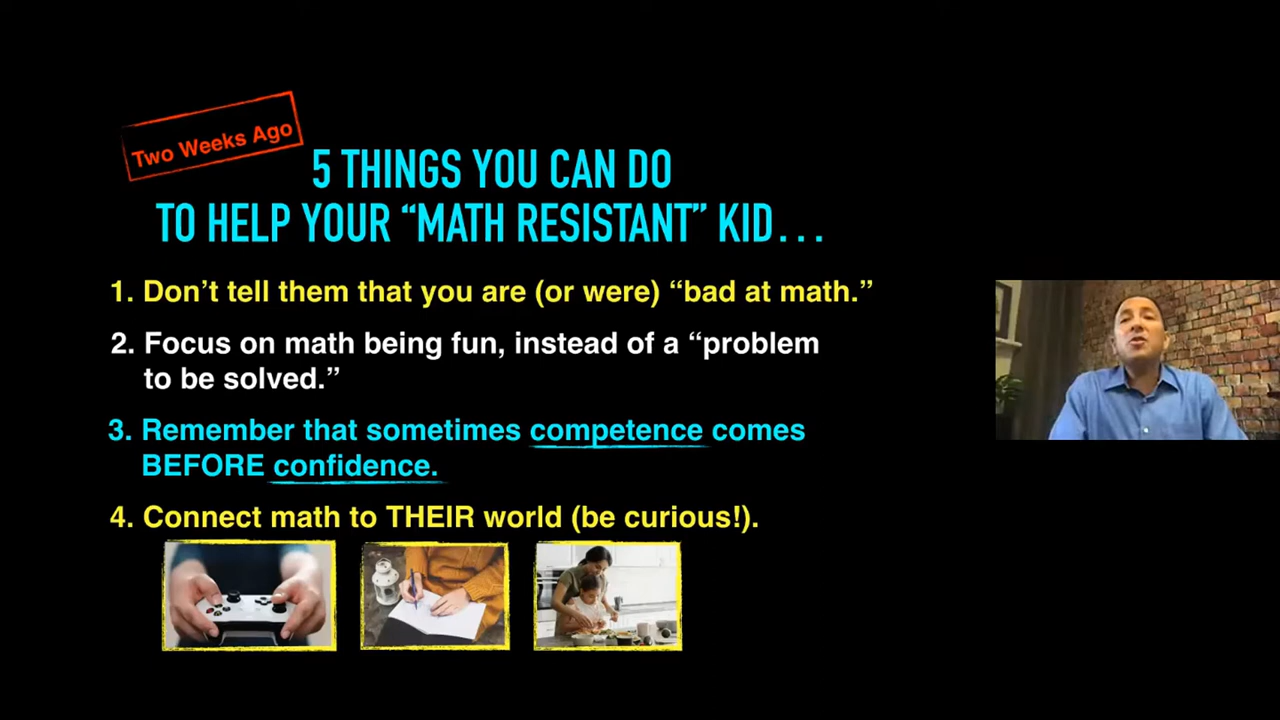 Two Weeks Ago
5 THINGS YOU CAN DO
TO HELP YOUR “MATH RESISTANT” KID...
1. Don’t tell them that you are (or were) “bad at math.”
2. Focus on math being fun, instead of a “problem
to be solved.”
3. Remember that sometimes competence comes
BEFORE confidence.
4. Connect math to THEIR world (be curious!).